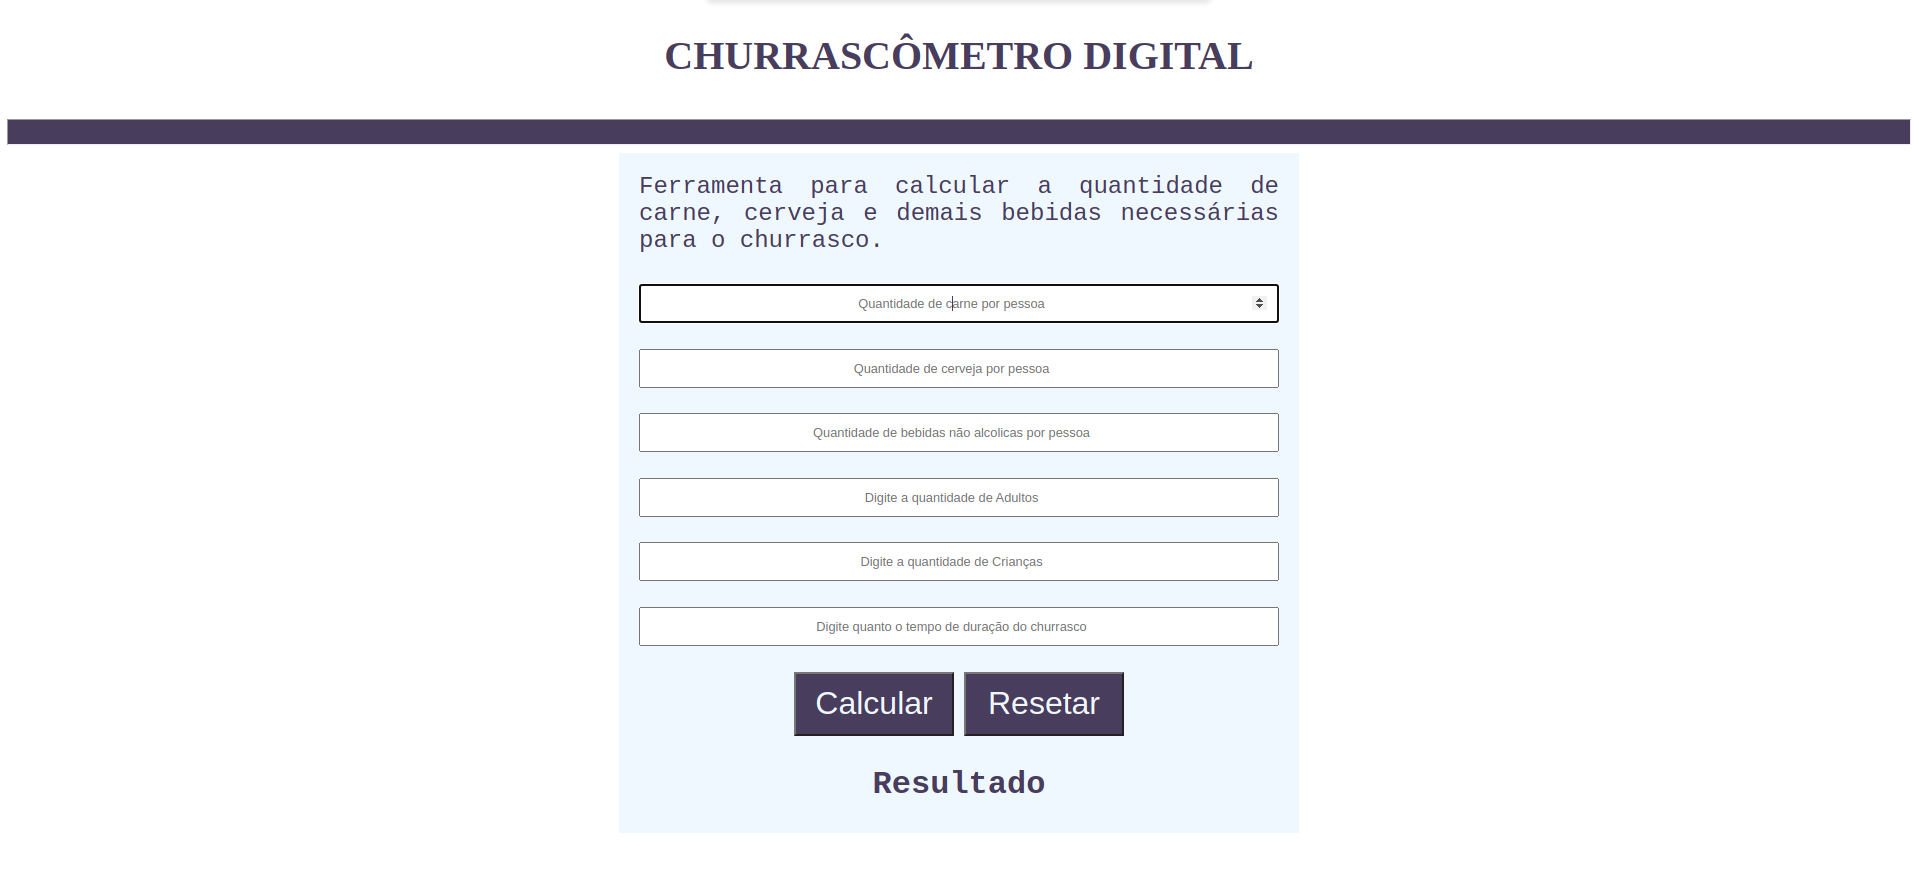 CHURRASCÔMETRO DIGITAL
Ferramenta para calcular a quantidade de
carne, cerveja e demais bebidas necessárias
para o churrasco.
Quantidade de carne por pessoa
Quantidade de cerveja por pessoa
Quantidade de bebidas não alcolicas por pessoa
Digite a quantidade de Adultos
Digite a quantidade de Crianças
Digite quanto o tempo de duração do churrasco
Calcular Resetar
Resultado